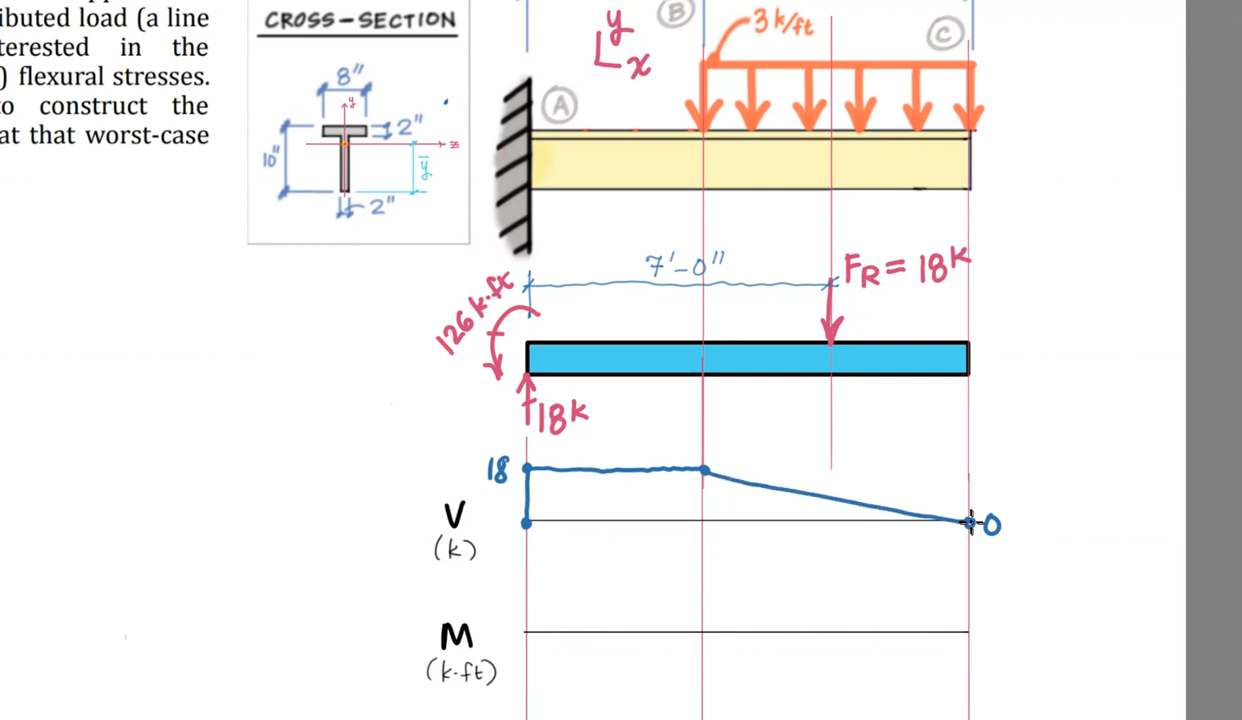 ibuted load (a line
terested in the
) flexural stresses.
to construct the
at that worst-case
CROSS-SECTION
8"
y
2"
z
10"
ȳ
2"
y
x
B
3 k/ft
C
A
7'-0"
FR = 18K
126 k·ft
18K
18
V
(k)
0
M
(k·ft)